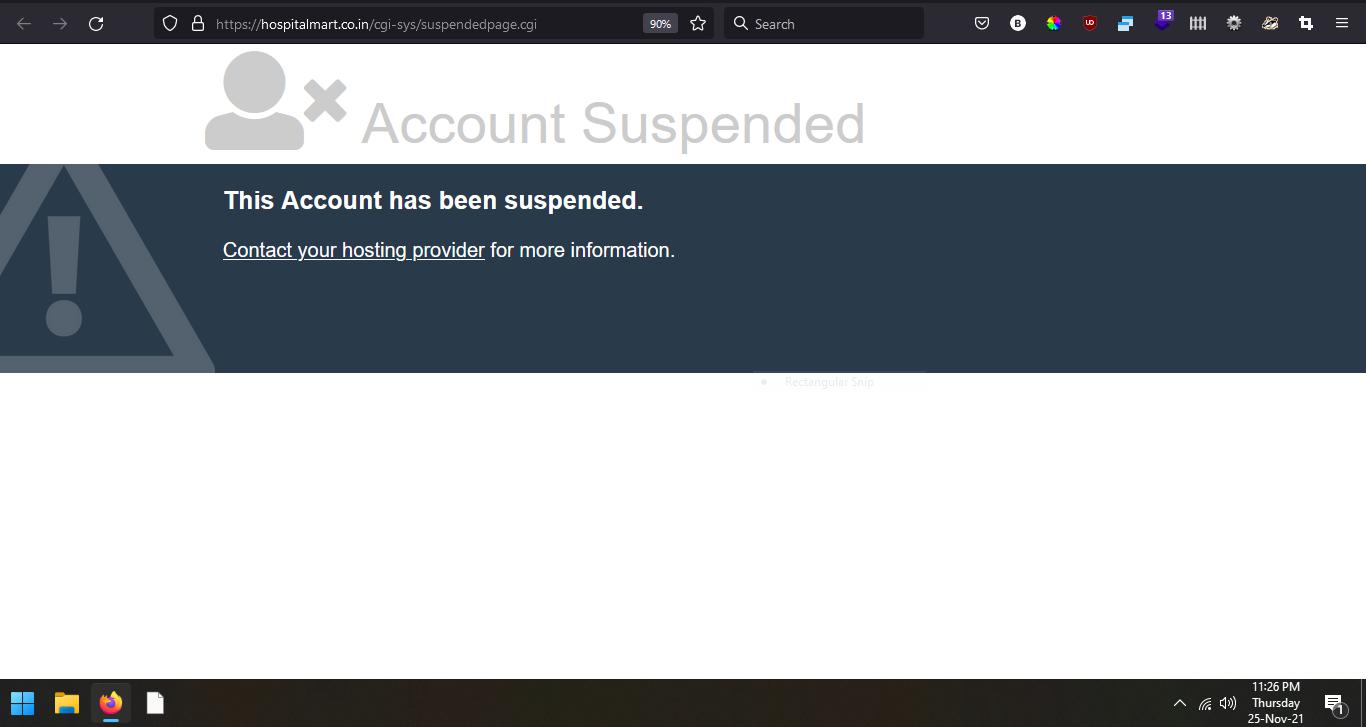 https://hospitalmart.co.in/cgi-sys/suspendedpage.cgi
90%
Search
B
UD
13
Account Suspended
This Account has been suspended.
Contact your hosting provider for more information.
Rectangular Snip
11:26 PM
Thursday
25-Nov-21
1